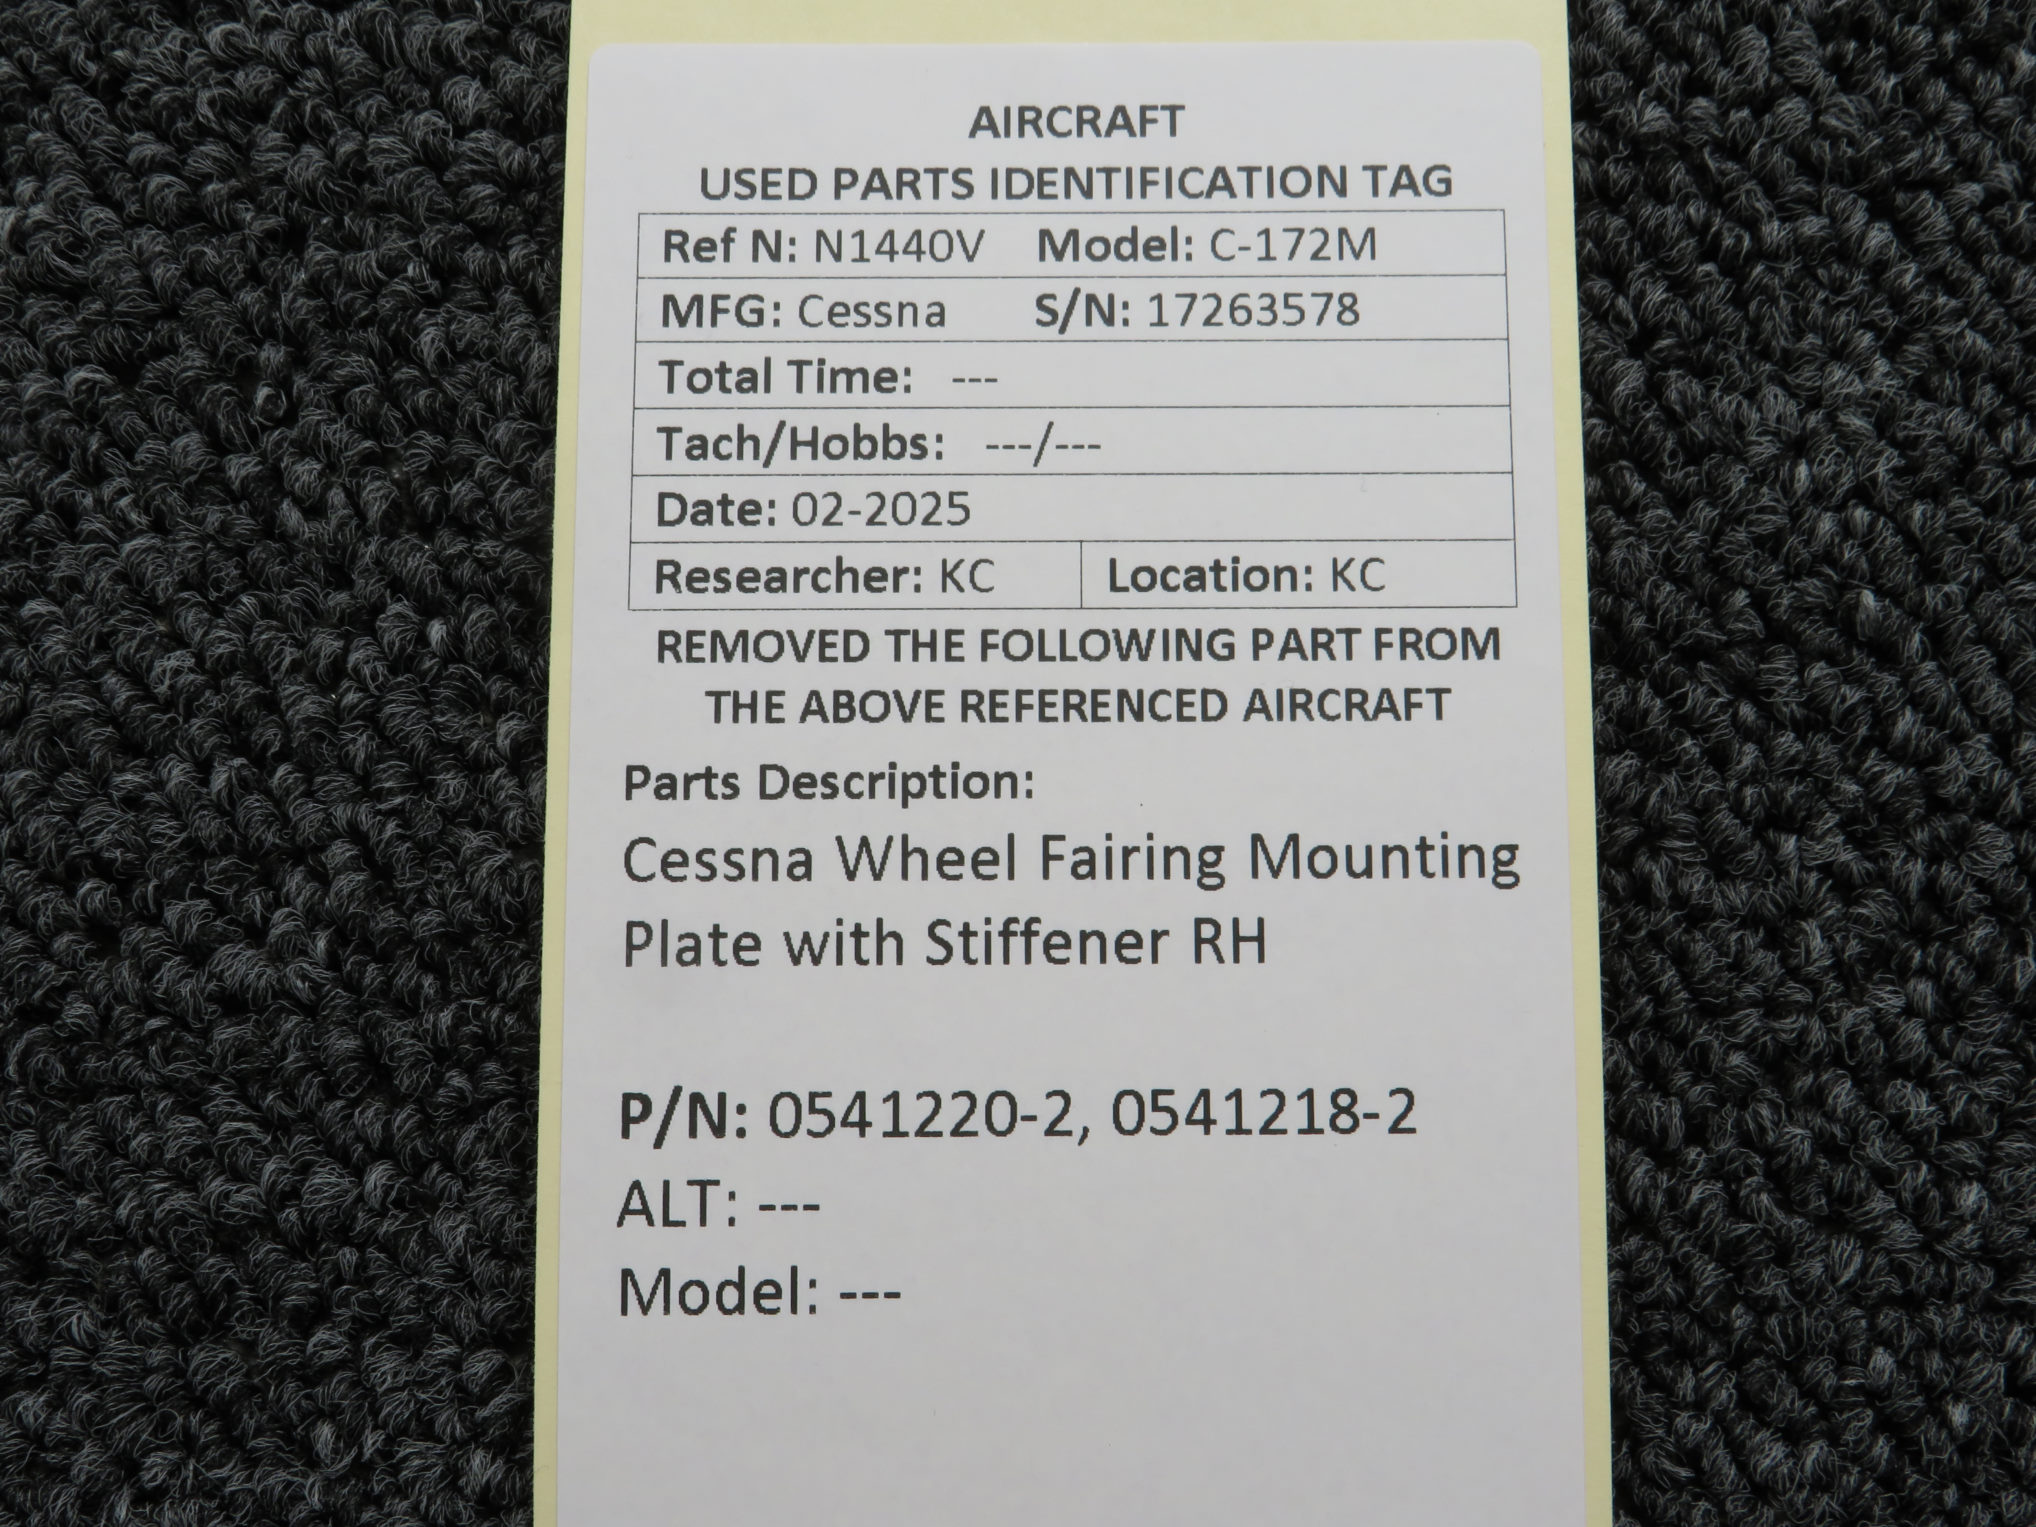 AIRCRAFT
USED PARTS IDENTIFICATION TAG
Ref N: N1440V Model: C-172M
MFG: Cessna S/N: 17263578
Total Time: ---
Tach/Hobbs: ---/---
Date: 02-2025
Researcher: KC Location: KC
REMOVED THE FOLLOWING PART FROM
THE ABOVE REFERENCED AIRCRAFT
Parts Description:
Cessna Wheel Fairing Mounting
Plate with Stiffener RH
P/N: 0541220-2, 0541218-2
ALT: ---
Model: ---